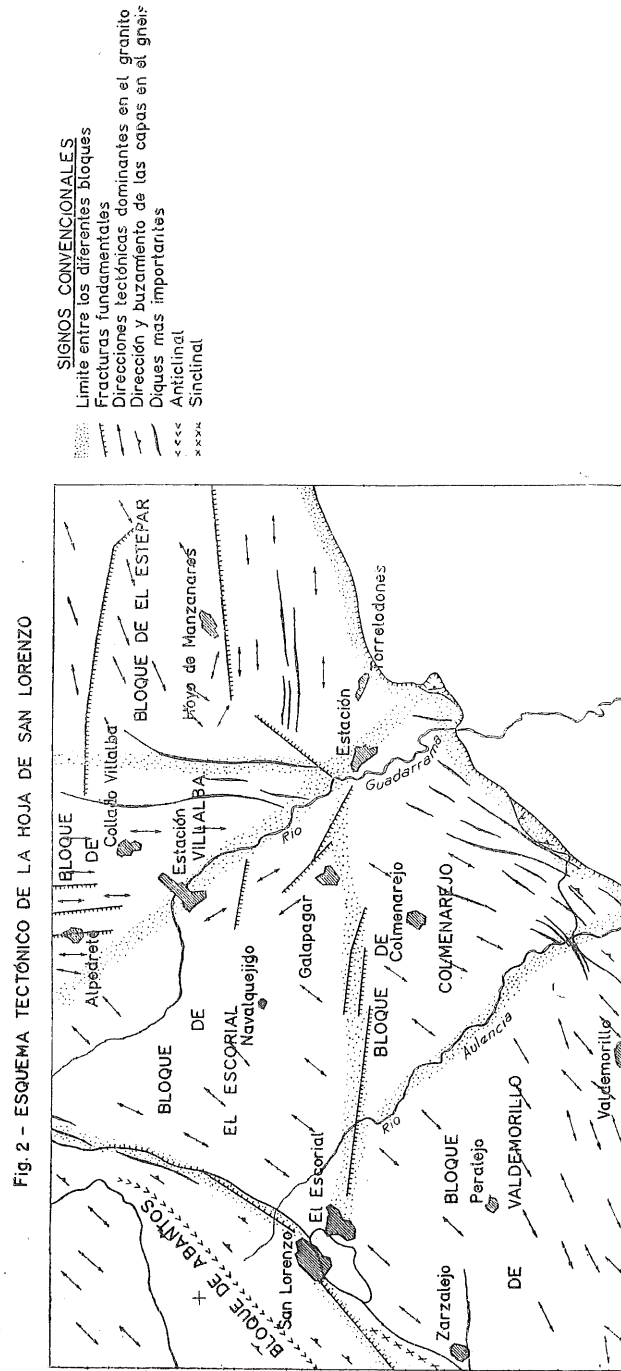 Fig. 2 - ESQUEMA TECTÓNICO DE LA HOJA DE SAN LORENZO
SIGNOS CONVENCIONALES
Limite entre los diferentes bloques
Fracturas fundamentales
Direcciones tectónicas dominantes en el granito
Dirección y buzamiento de las capas en el gneis
Diques mas importantes
Anticlinal
Sinclinal
BLOQUE DE ABANTOS
San Lorenzo
El Escorial
Zarzalejo
BLOQUE
Peralejo
DE VALDEMORILLO
Valdemorillo
Río
Aulencia
BLOQUE
DE
EL ESCORIAL
Navalquejido
Alpedrete
BLOQUE
DE
Collado Villalba
Estación
VILLALBA
Río
Galapagar
BLOQUE
DE
Colmenarejo
COLMENAREJO
Guadarrama
Estación
Torrelodones
BLOQUE DE EL ESTEPAR
Hoyo de Manzanares